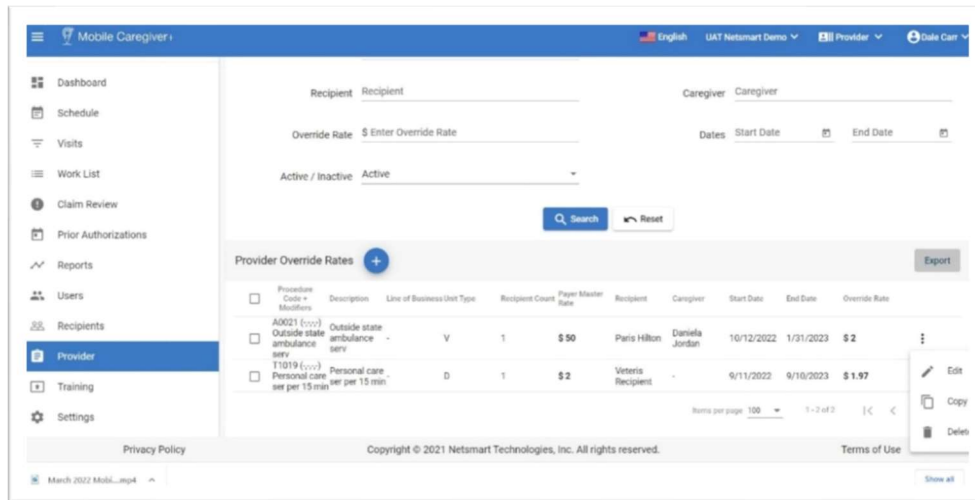 Mobile Caregiver+
English UAT Netsmart Demo Provider Dale Carr
Dashboard
Schedule
Visits
Work List
Claim Review
Prior Authorizations
Reports
Users
Recipients
Provider
Training
Settings
Recipient Recipient Caregiver Caregiver
Override Rate $ Enter Override Rate Dates Start Date End Date
Active / Inactive Active
Search Reset
Provider Override Rates + Export
Procedure Code + Modifiers Description Line of Business Unit Type Recipient Count Payer Master Rate Recipient Caregiver Start Date End Date Override Rate
A0021 (,,,) Outside state ambulance serv Outside state ambulance serv - V 1 $ 50 Paris Hilton Daniela Jordan 10/12/2022 1/31/2023 $ 2
T1019 (,,,) Personal care ser per 15 min Personal care ser per 15 min - D 1 $ 2 Veteris Recipient - 9/11/2022 9/10/2023 $ 1.97
Edit
Copy
Delete
Items per page 100 1 - 2 of 2
Privacy Policy Copyright © 2021 Netsmart Technologies, Inc. All rights reserved. Terms of Use
March 2022 Mobi....mp4 Show all